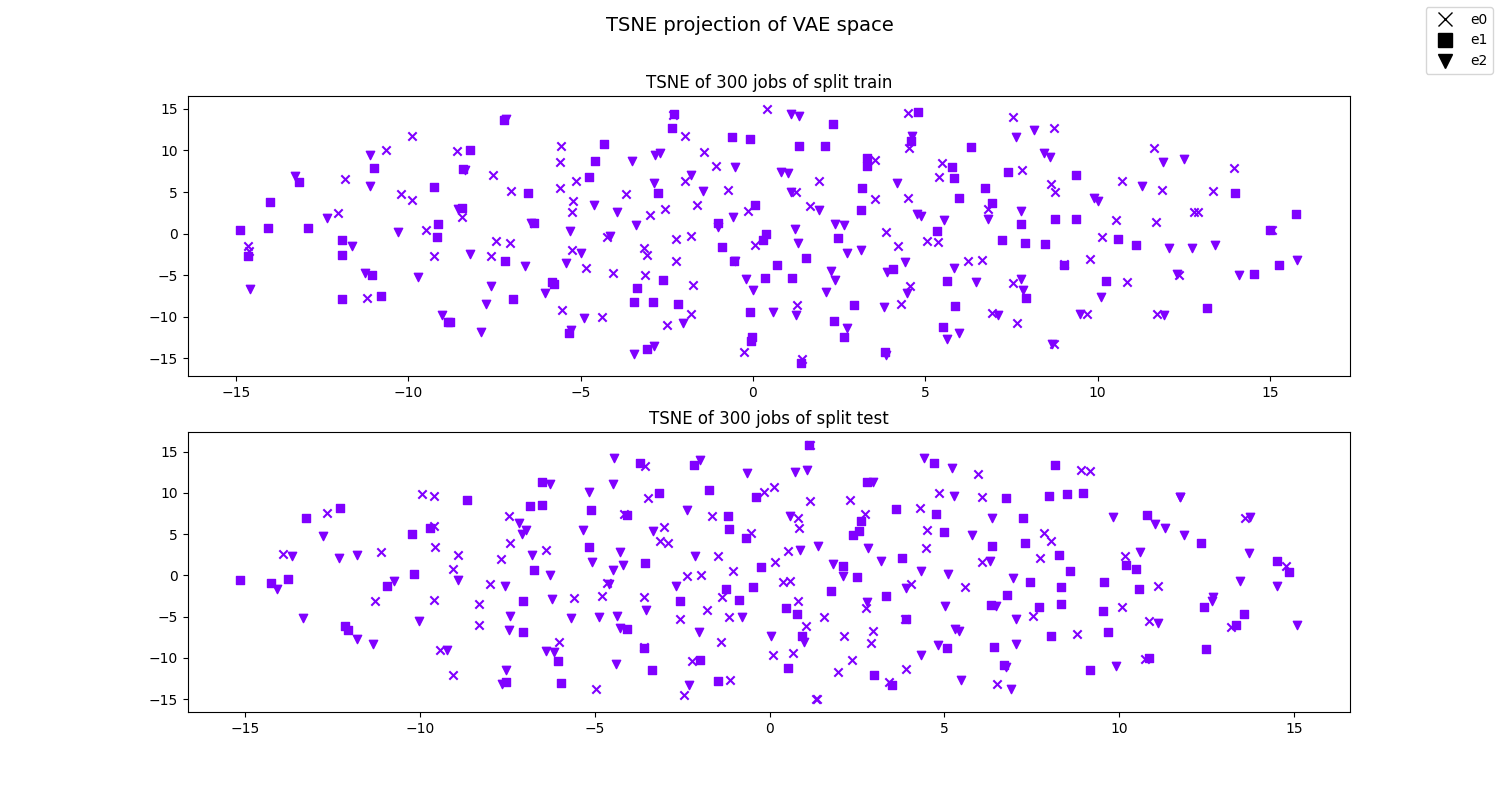 TSNE projection of VAE space
e0
e1
e2
TSNE of 300 jobs of split train
15
10
5
0
−5
−10
−15
−15 −10 −5 0 5 10 15
TSNE of 300 jobs of split test
15
10
5
0
−5
−10
−15
−15 −10 −5 0 5 10 15